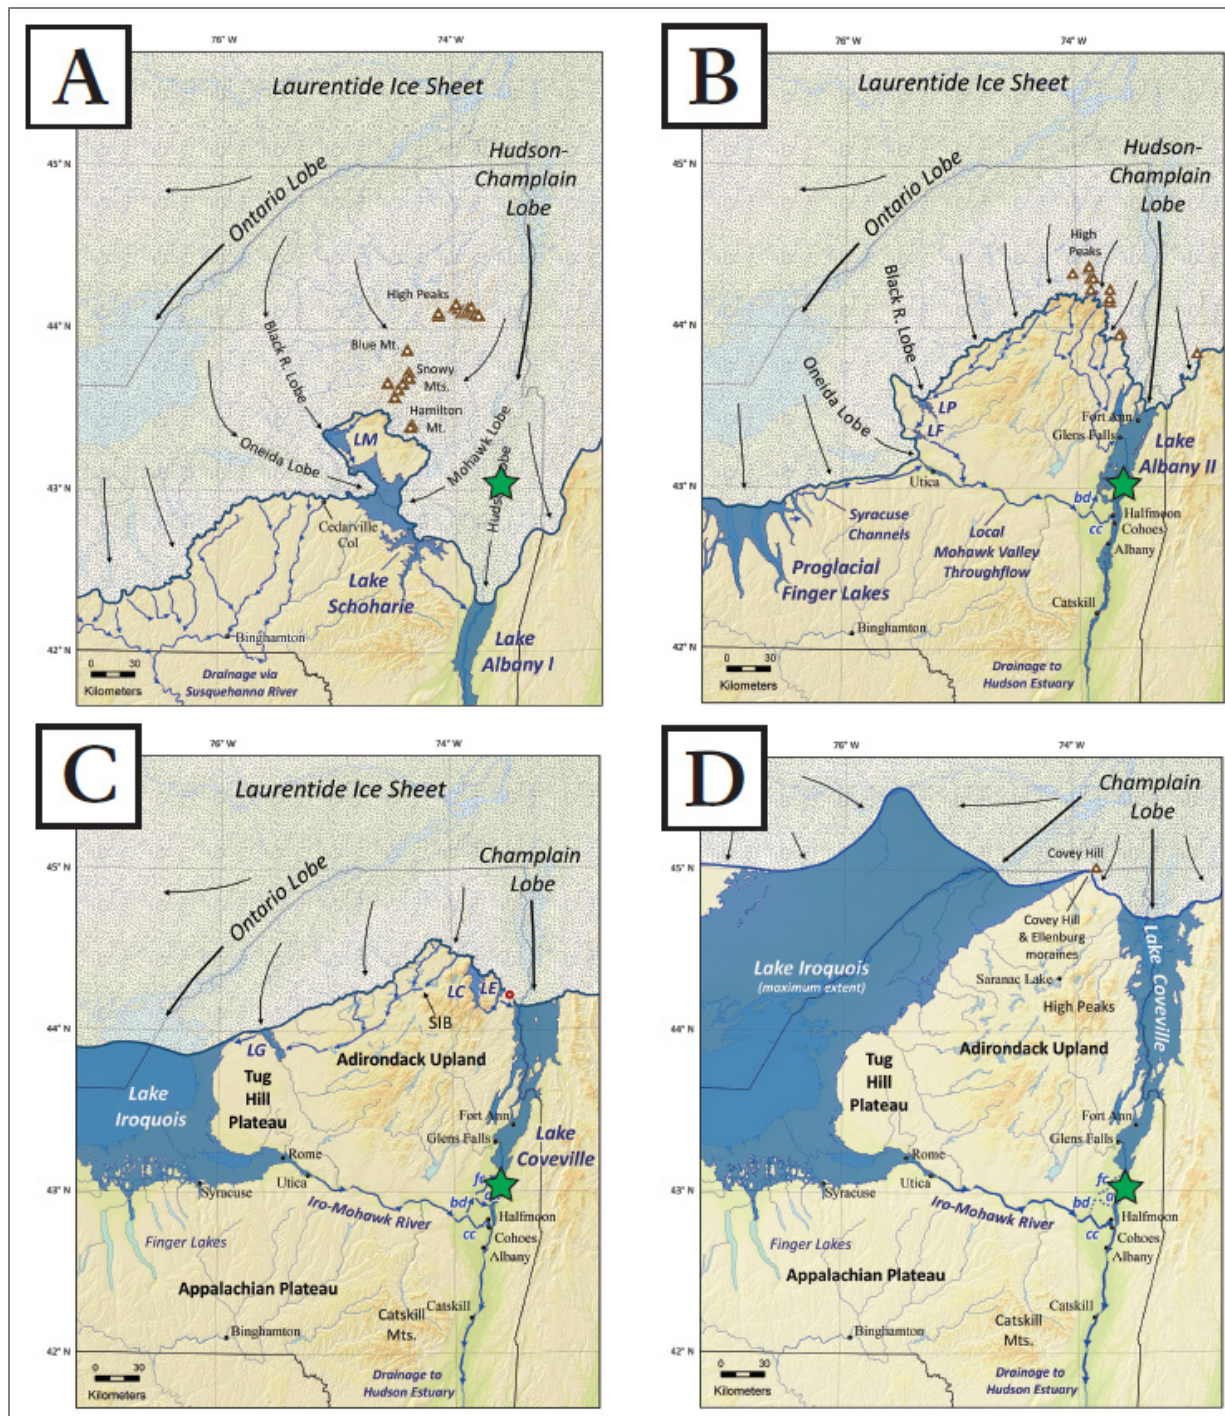 A
76° W
74° W
Laurentide Ice Sheet
Hudson-
Champlain
Lobe
45° N
Ontario Lobe
High Peaks
44° N
Black R. Lobe
Blue Mt.
Snowy
Mts.
Hamilton
Mt.
LM
Oneida Lobe
Mohawk Lobe
43° N
Cedarville
Col
Lake
Schoharie
Lake
Albany I
Binghamton
42° N
0 30
Kilometers
Drainage via
Susquehanna River
B
76° W
74° W
Laurentide Ice Sheet
Hudson-
Champlain
Lobe
45° N
Ontario Lobe
High
Peaks
44° N
Black R. Lobe
Oneida Lobe
LP
LF
Fort Ann
Glens Falls
Lake
Albany II
43° N
Utica
bd
Halfmoon
cc
Cohoes
Albany
Syracuse
Channels
Local
Mohawk Valley
Throughflow
Proglacial
Finger Lakes
Catskill
Binghamton
42° N
0 30
Kilometers
Drainage to
Hudson Estuary
C
76° W
74° W
Laurentide Ice Sheet
Champlain
Lobe
45° N
Ontario Lobe
LC
LE
SIB
44° N
LG
Adirondack Upland
Tug
Hill
Plateau
Lake
Iroquois
Fort Ann
Glens Falls
Lake
Coveville
Rome
Utica
43° N
Syracuse
bd
Iro-Mohawk River
Halfmoon
cc
Cohoes
Albany
Finger Lakes
Appalachian Plateau
Catskill
Catskill
Mts.
Binghamton
42° N
0 30
Kilometers
Drainage to
Hudson Estuary
D
76° W
74° W
Champlain
Lobe
Covey Hill
45° N
Covey Hill
& Ellenburg
moraines
Lake Iroquois
(maximum extent)
Saranac Lake
High Peaks
Lake Coveville
44° N
Adirondack Upland
Tug
Hill
Plateau
Fort Ann
Glens Falls
Rome
Utica
43° N
Syracuse
fc
a
bd
Iro-Mohawk River
Halfmoon
cc
Cohoes
Albany
Finger Lakes
Appalachian Plateau
Catskill
Catskill
Mts.
Binghamton
42° N
0 30
Kilometers
Drainage to
Hudson Estuary